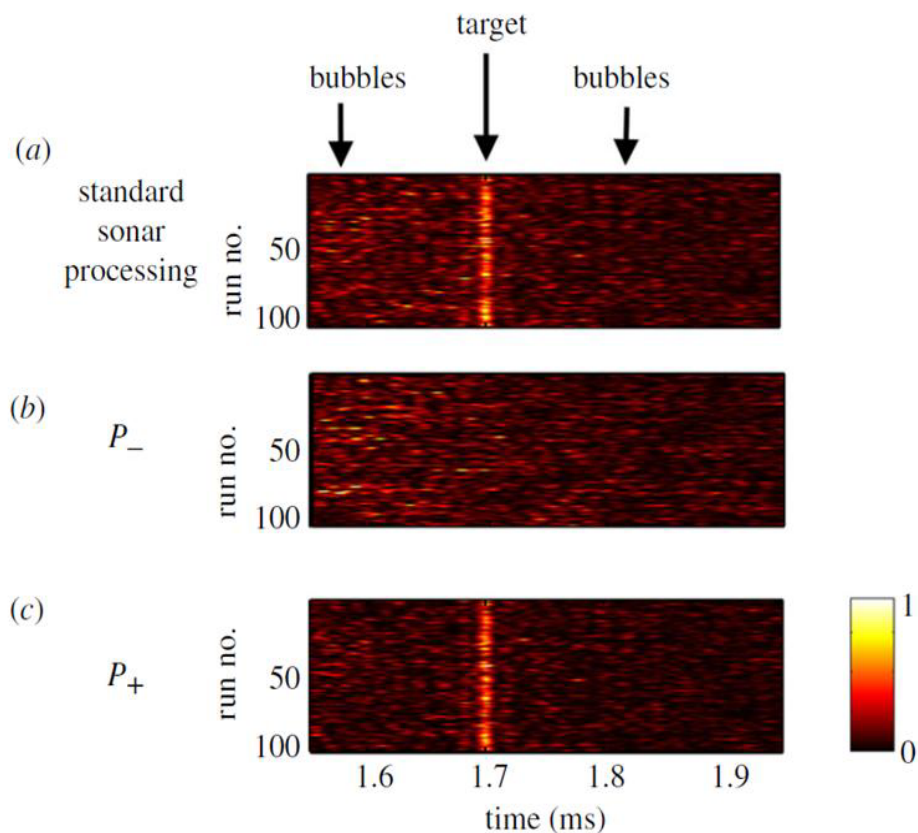 target
bubbles
bubbles
(a)
standard
sonar
processing
run no.
50
100
(b)
P−
run no.
50
100
(c)
P+
run no.
50
100
1
0
1.6 1.7 1.8 1.9
time (ms)